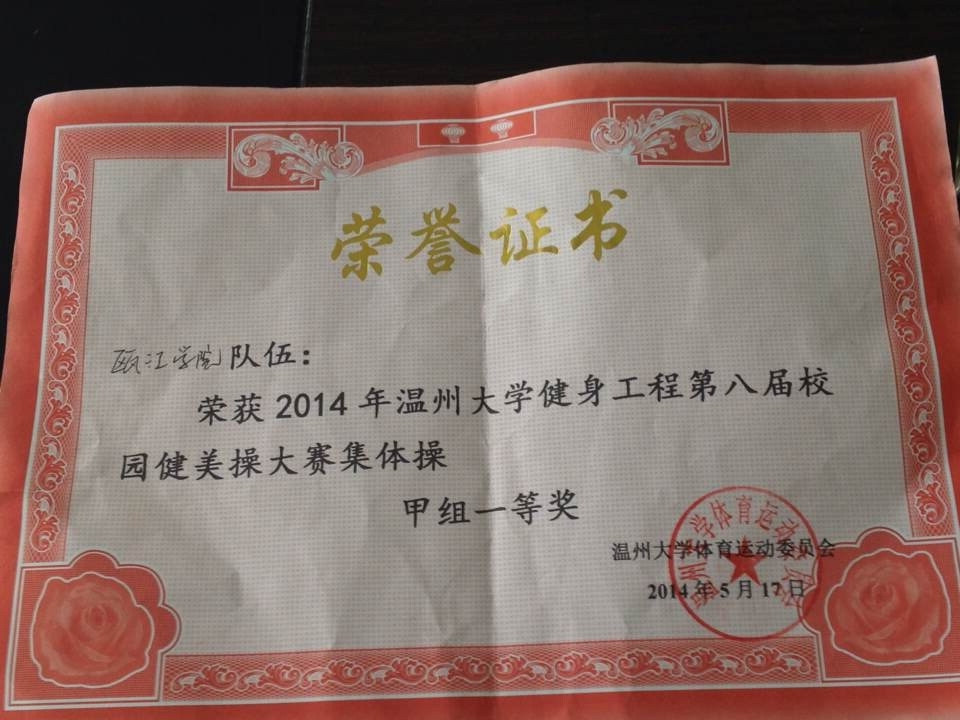 荣誉证书
瓯江学院队伍：
荣获2014年温州大学健身工程第八届校
园健美操大赛集体操
甲组一等奖
温州大学体育运动委员会
2014年5月17日